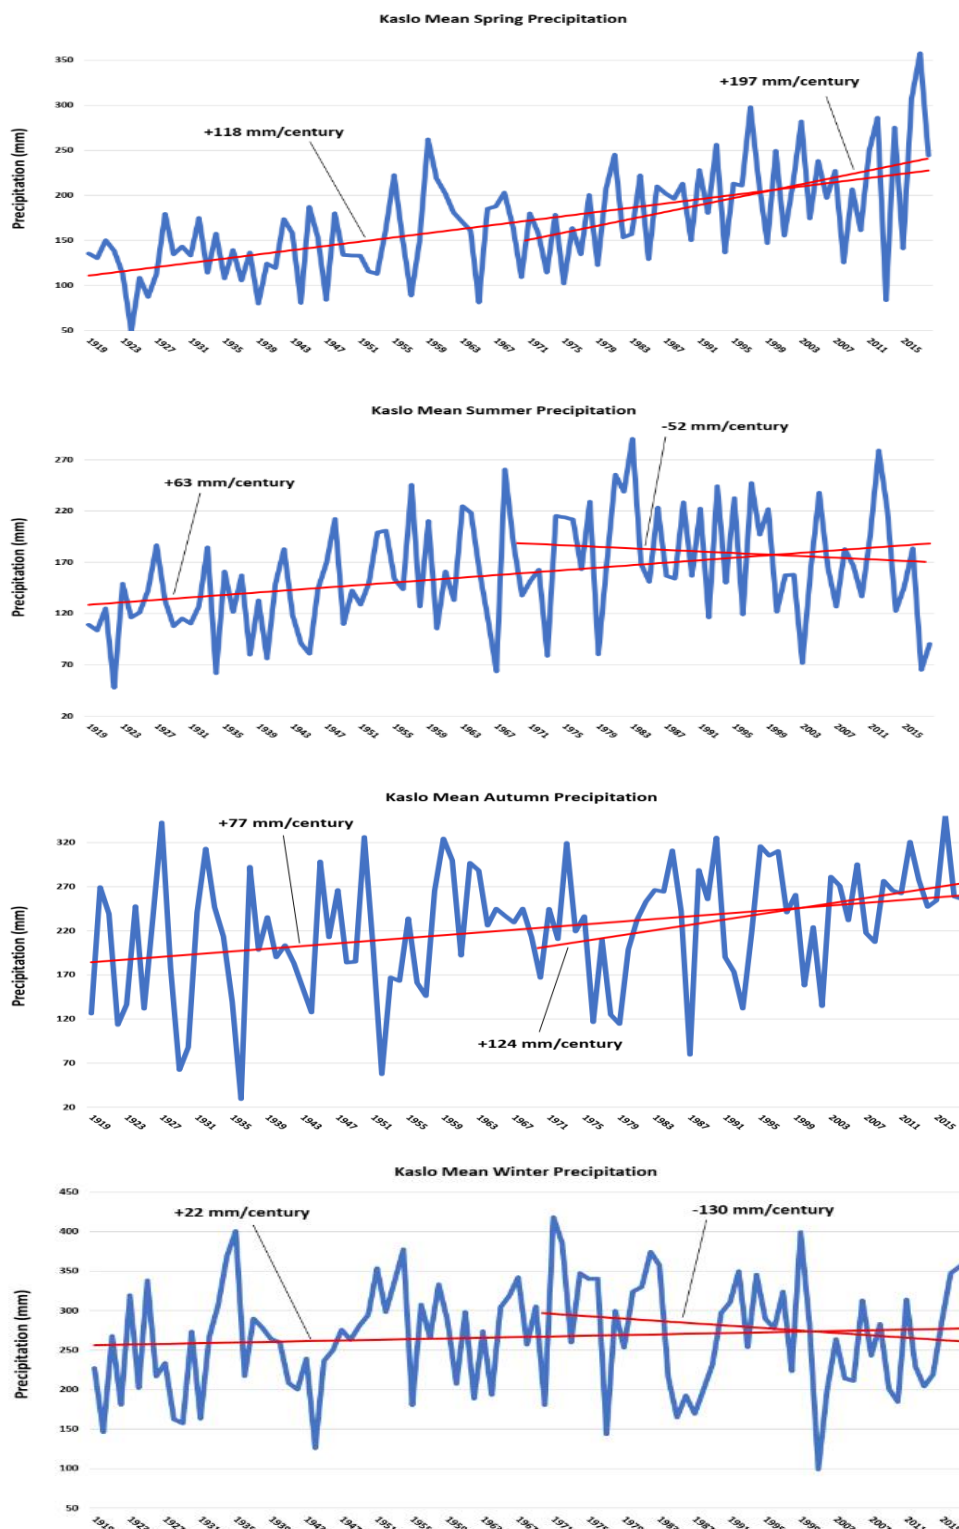 Kaslo Mean Spring Precipitation
Precipitation (mm)
350
300
250
200
150
100
50
+118 mm/century
+197 mm/century
1919 1923 1927 1931 1935 1939 1943 1947 1951 1955 1959 1963 1967 1971 1975 1979 1983 1987 1991 1995 1999 2003 2007 2011 2015
Kaslo Mean Summer Precipitation
Precipitation (mm)
270
220
170
120
70
20
+63 mm/century
-52 mm/century
1919 1923 1927 1931 1935 1939 1943 1947 1951 1955 1959 1963 1967 1971 1975 1979 1983 1987 1991 1995 1999 2003 2007 2011 2015
Kaslo Mean Autumn Precipitation
Precipitation (mm)
320
270
220
170
120
70
20
+77 mm/century
+124 mm/century
1919 1923 1927 1931 1935 1939 1943 1947 1951 1955 1959 1963 1967 1971 1975 1979 1983 1987 1991 1995 1999 2003 2007 2011 2015
Kaslo Mean Winter Precipitation
Precipitation (mm)
450
400
350
300
250
200
150
100
50
+22 mm/century
-130 mm/century